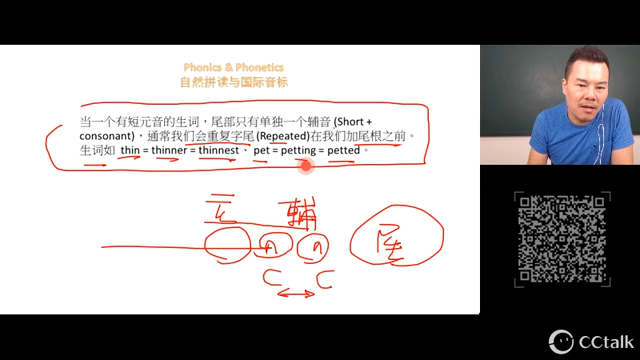 Phonics & Phonetics
自然拼读与国际音标
当一个有短元音的生词，尾部只有单独一个辅音 (Short +
consonant)，通常我们会重复字尾 (Repeated) 在我们加尾根之前。
生词如 thin = thinner = thinnest、 pet = petting = petted。
元 辅
n n
C C
CCtalk